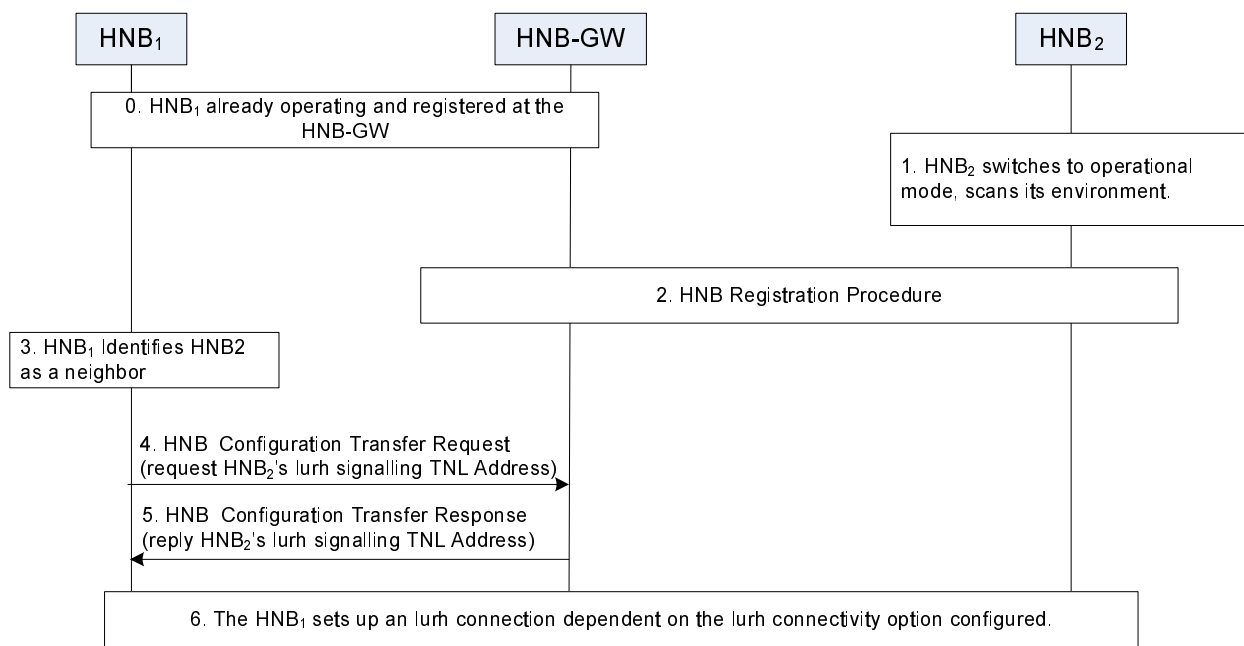 HNB₁
HNB-GW
HNB₂
0. HNB₁ already operating and registered at the
HNB-GW
1. HNB₂ switches to operational
mode, scans its environment.
2. HNB Registration Procedure
3. HNB₁ Identifies HNB2
as a neighbor
4. HNB Configuration Transfer Request
(request HNB₂'s Iurh signalling TNL Address)
5. HNB Configuration Transfer Response
(reply HNB₂'s Iurh signalling TNL Address)
6. The HNB₁ sets up an Iurh connection dependent on the Iurh connectivity option configured.